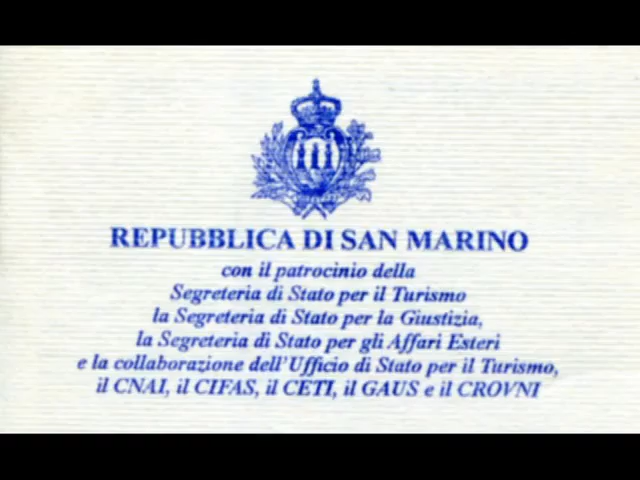 REPUBBLICA DI SAN MARINO
con il patrocinio della
Segreteria di Stato per il Turismo
la Segreteria di Stato per la Giustizia,
la Segreteria di Stato per gli Affari Esteri
e la collaborazione dell'Ufficio di Stato per il Turismo,
il CNAI, il CIFAS, il CETI, il GAUS e il CROVNI